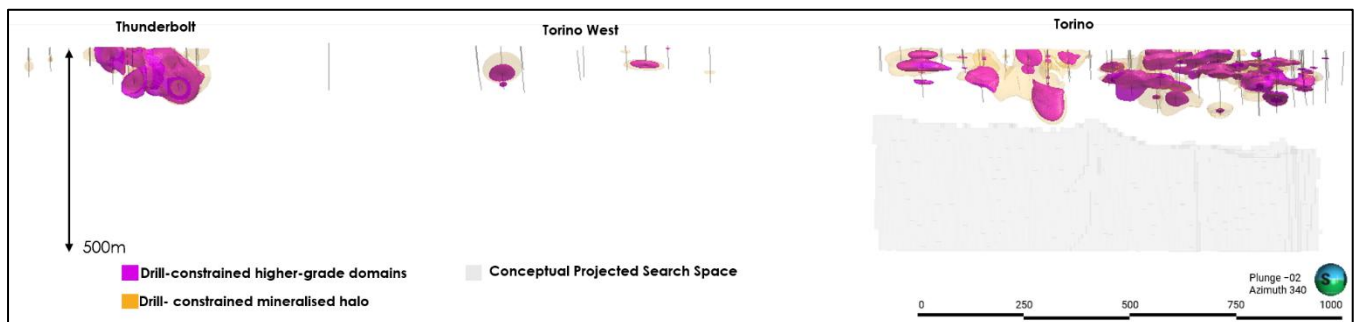 Thunderbolt
Torino West
Torino
500m
Drill-constrained higher-grade domains
Conceptual Projected Search Space
Drill- constrained mineralised halo
Plunge −02
Azimuth 340
S
0 250 500 750 1000